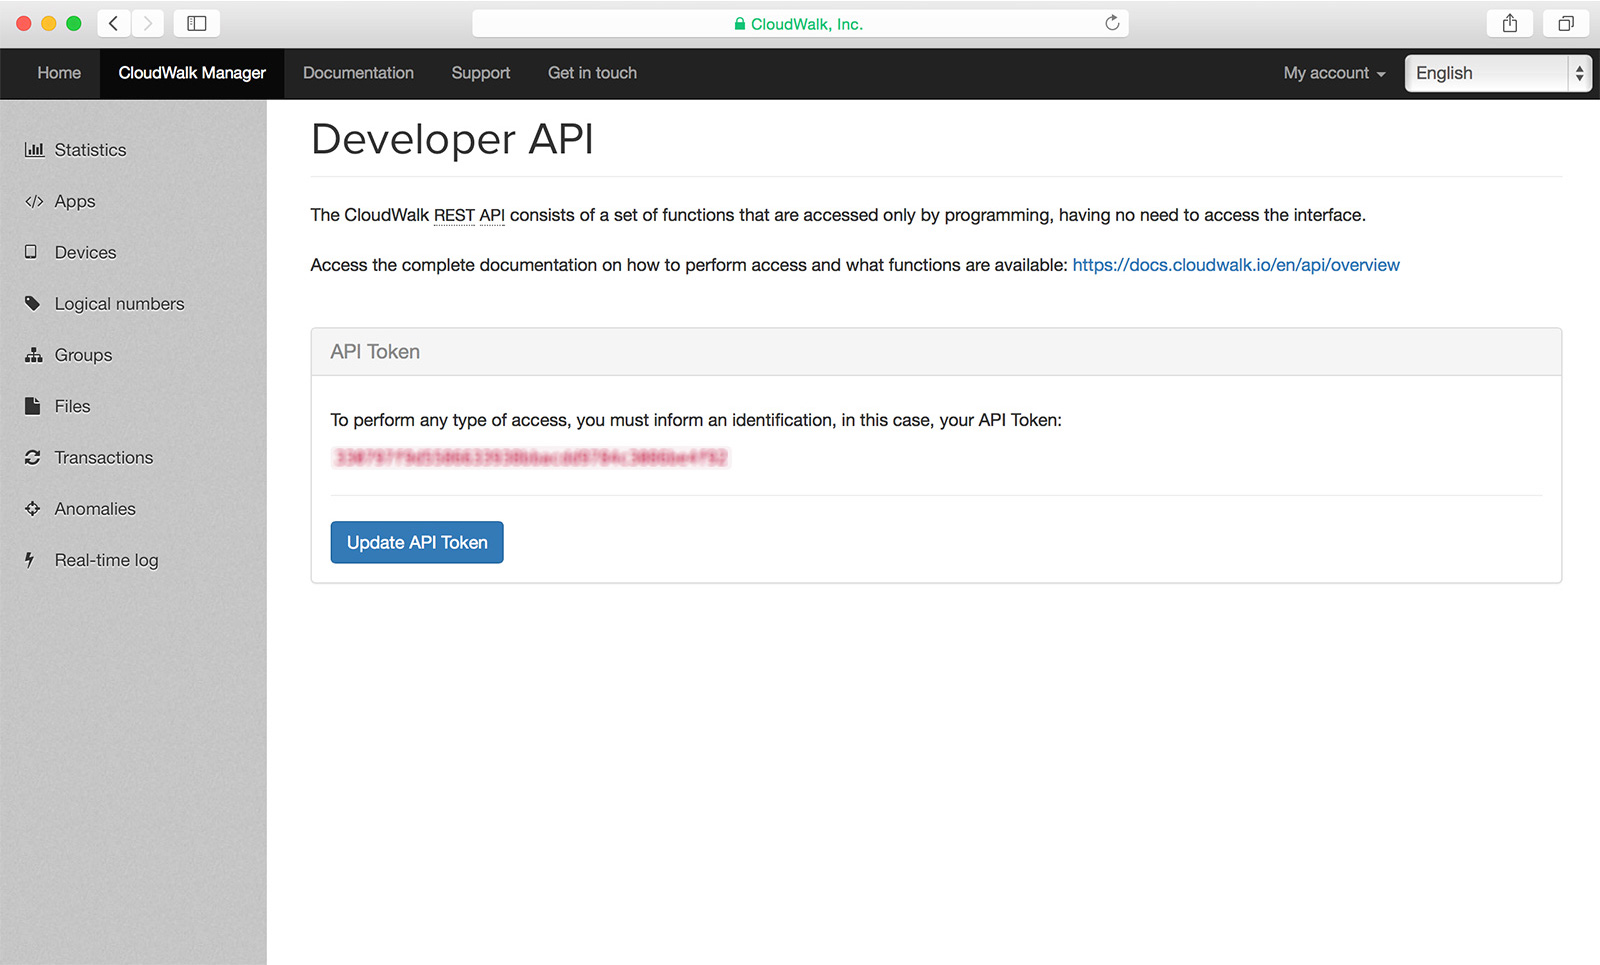 CloudWalk, Inc.
Home CloudWalk Manager Documentation Support Get in touch My account English
Statistics
Apps
Devices
Logical numbers
Groups
Files
Transactions
Anomalies
Real-time log
Developer API
The CloudWalk REST API consists of a set of functions that are accessed only by programming, having no need to access the interface.
Access the complete documentation on how to perform access and what functions are available: https://docs.cloudwalk.io/en/api/overview
API Token
To perform any type of access, you must inform an identification, in this case, your API Token:
Update API Token